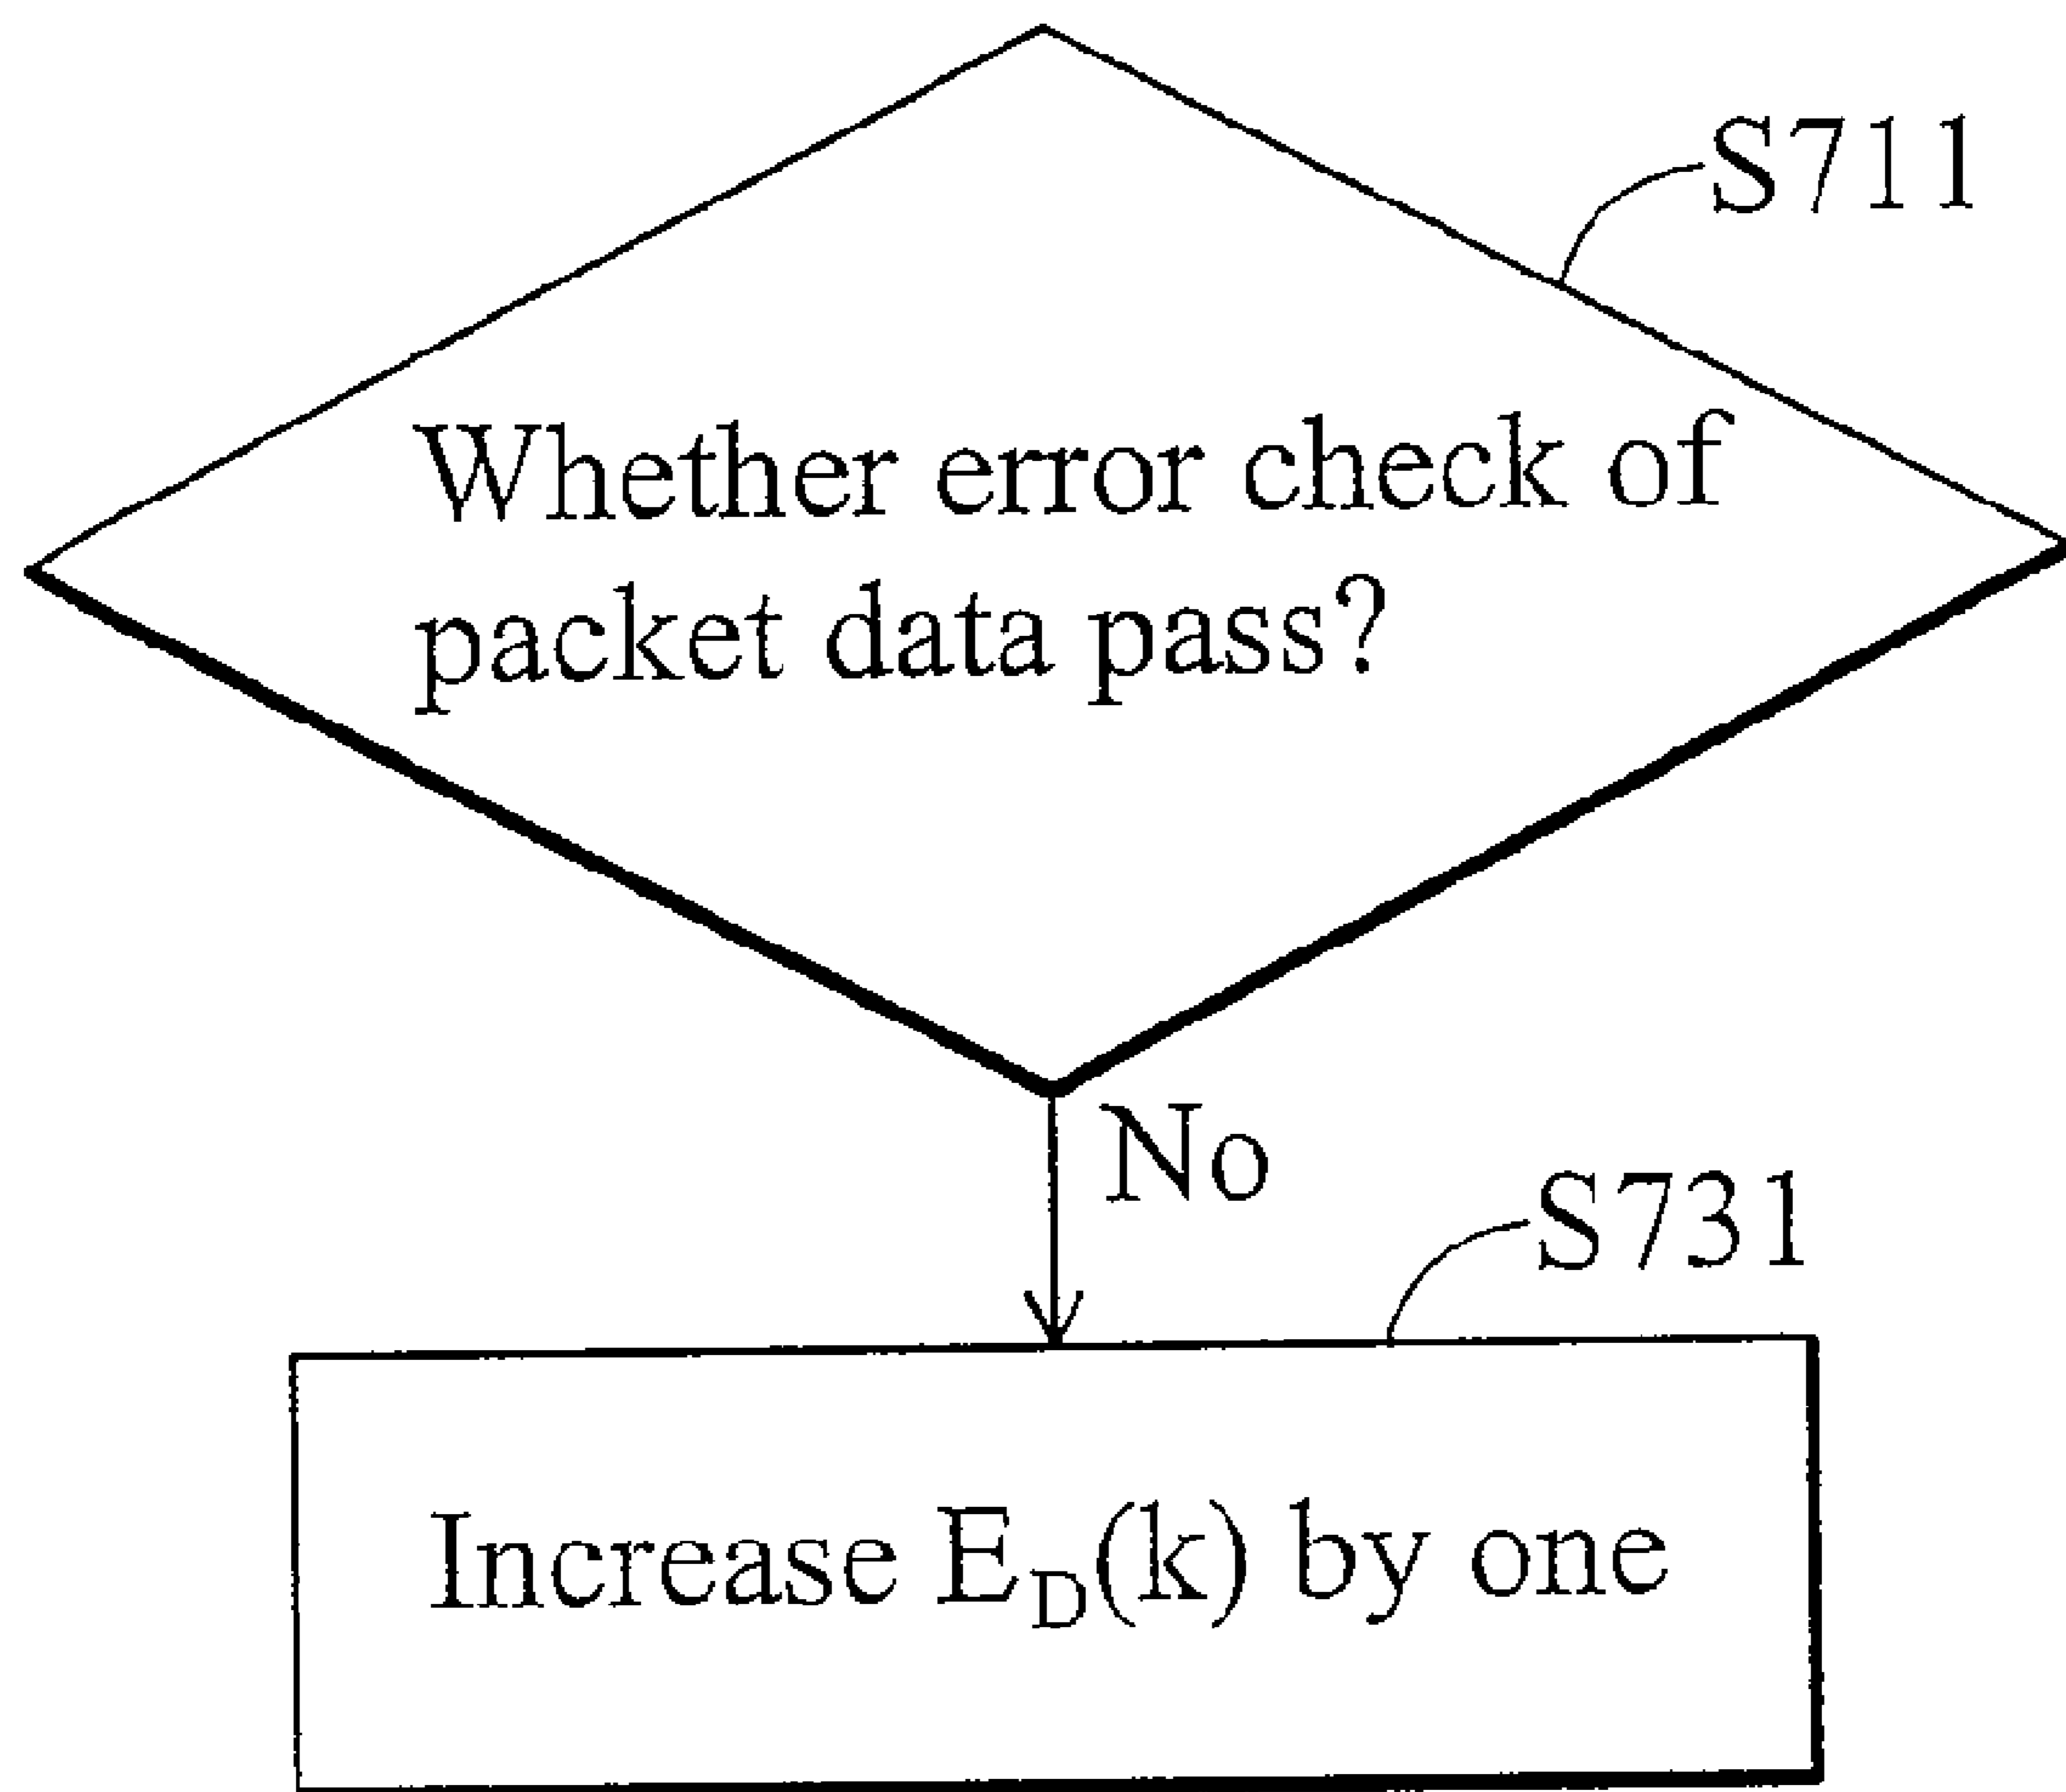 S711
Whether error check of
packet data pass?
No
S731
Increase E_D(k) by one